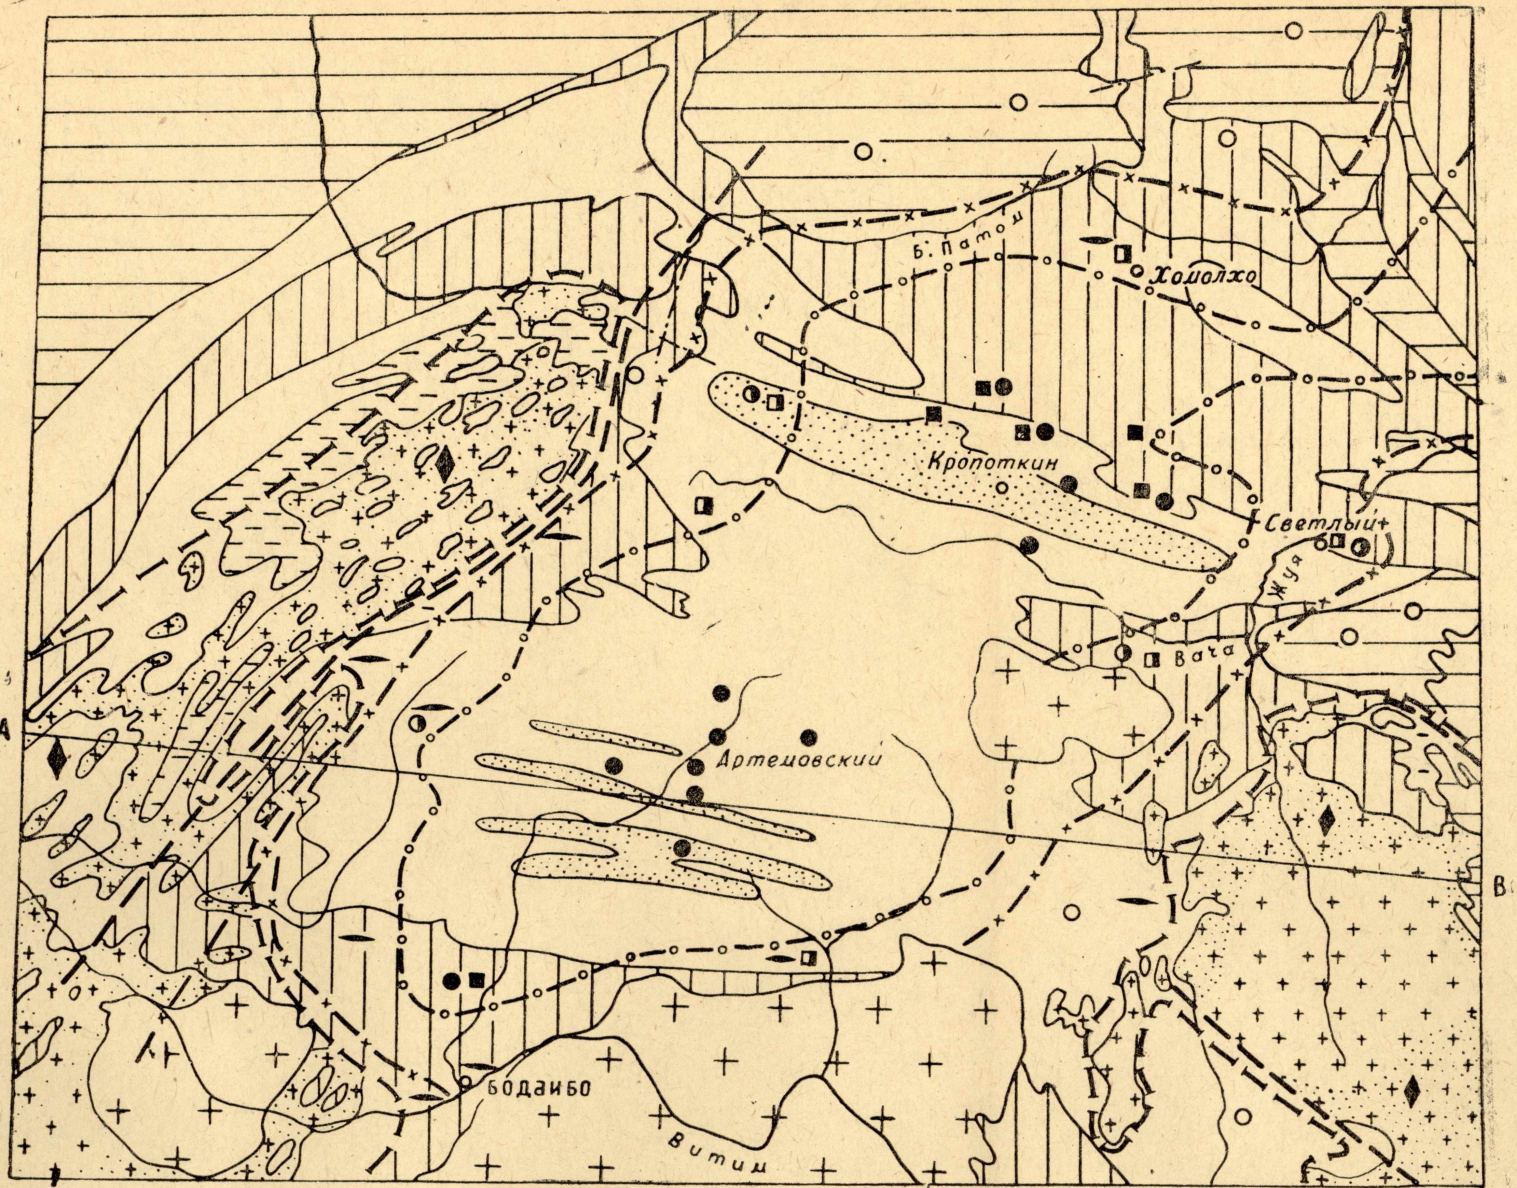 Б. Патом
Хомолхо
Кропоткин
Светлый
Жуя
Вача
А
Артемовский
В
Бодайбо
Витим